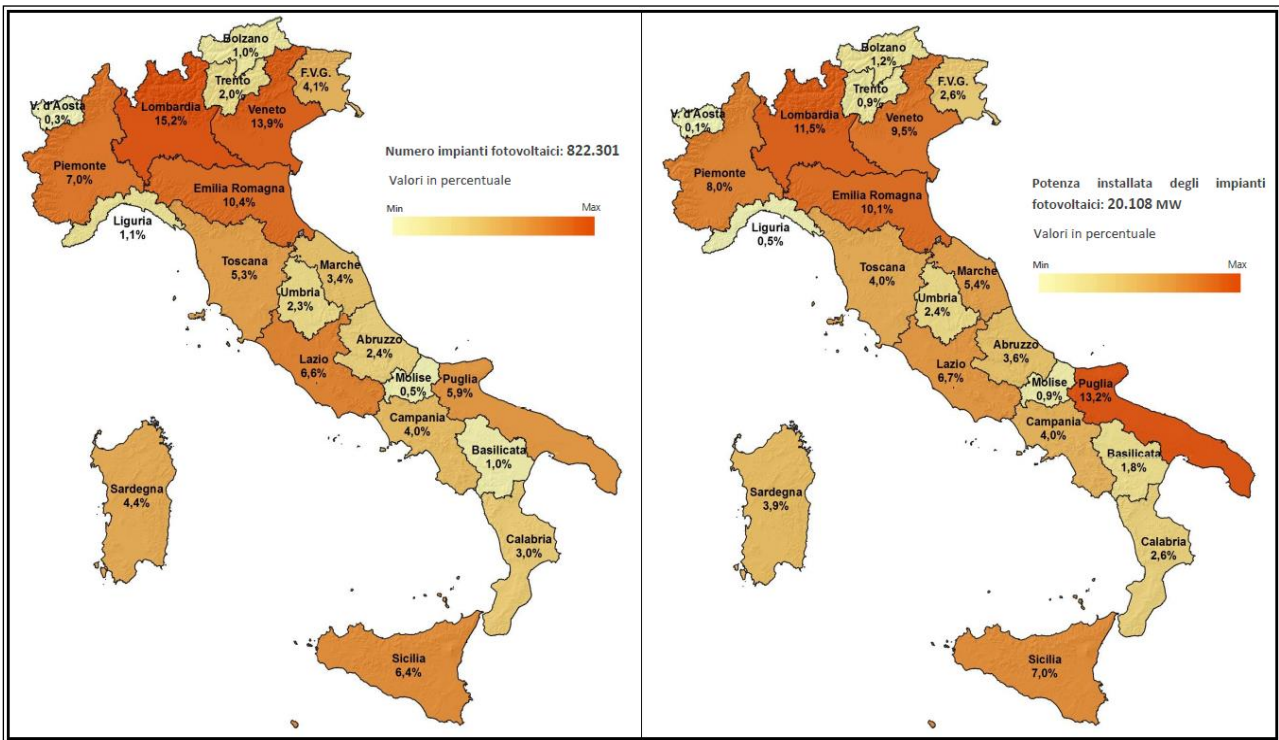 Bolzano
1,0%
Trento
2,0%
F.V.G.
4,1%
V. d'Aosta
0,3%
Lombardia
15,2%
Veneto
13,9%
Piemonte
7,0%
Emilia Romagna
10,4%
Liguria
1,1%
Toscana
5,3%
Marche
3,4%
Umbria
2,3%
Abruzzo
2,4%
Lazio
6,6%
Molise
0,5%
Puglia
5,9%
Campania
4,0%
Basilicata
1,0%
Sardegna
4,4%
Calabria
3,0%
Sicilia
6,4%
Numero impianti fotovoltaici: 822.301
Valori in percentuale
Min Max
Bolzano
1,2%
Trento
0,9%
F.V.G.
2,6%
V. d'Aosta
0,1%
Lombardia
11,5%
Veneto
9,5%
Piemonte
8,0%
Emilia Romagna
10,1%
Liguria
0,5%
Toscana
4,0%
Marche
5,4%
Umbria
2,4%
Abruzzo
3,6%
Lazio
6,7%
Molise
0,9%
Puglia
13,2%
Campania
4,0%
Basilicata
1,8%
Sardegna
3,9%
Calabria
2,6%
Sicilia
7,0%
Potenza installata degli impianti
fotovoltaici: 20.108 MW
Valori in percentuale
Min Max